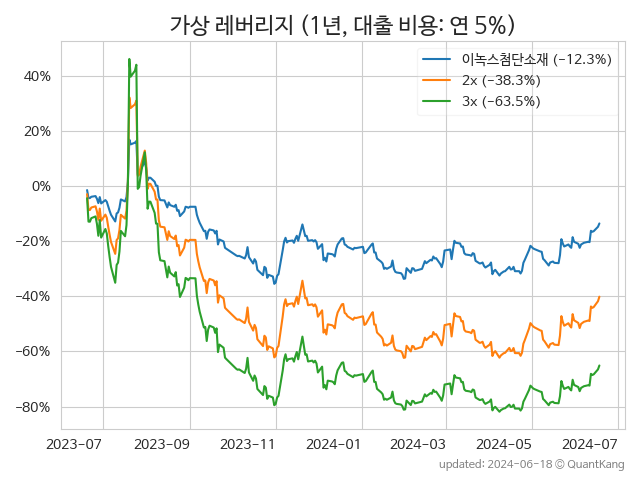 가상 레버리지 (1년, 대출 비용: 연 5%)
이녹스첨단소재 (-12.3%)
2x (-38.3%)
3x (-63.5%)
40%
20%
0%
-20%
-40%
-60%
-80%
2023-07 2023-09 2023-11 2024-01 2024-03 2024-05 2024-07
updated: 2024-06-18 © QuantKang